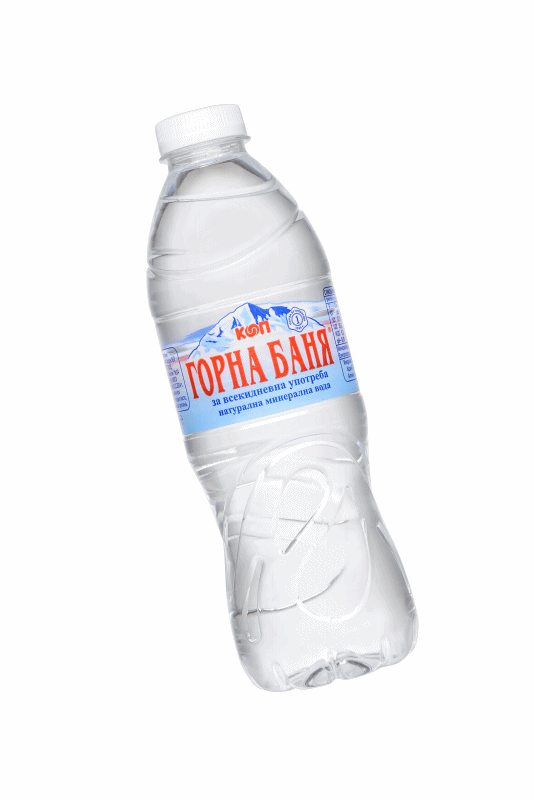 КОП
ГОРНА БАНЯ
за всекидневна употреба
натурална минерална вода